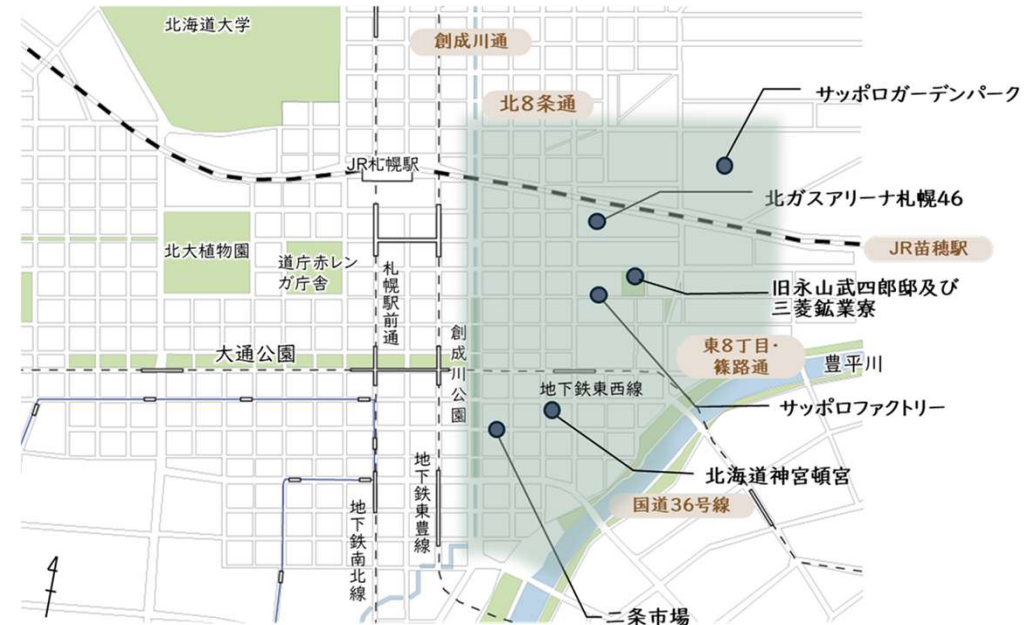 北海道大学
創成川通
サッポロガーデンパーク
北8条通
JR札幌駅
北ガスアリーナ札幌46
JR苗穂駅
北大植物園
道庁赤レン
ガ庁舎
札幌駅前通
旧永山武四郎邸及び
三菱鉱業寮
創成川公園
東8丁目・
篠路通
大通公園
豊平川
地下鉄東西線
サッポロファクトリー
地下鉄東豊線
北海道神宮頓宮
国道36号線
地下鉄南北線
4
二条市場